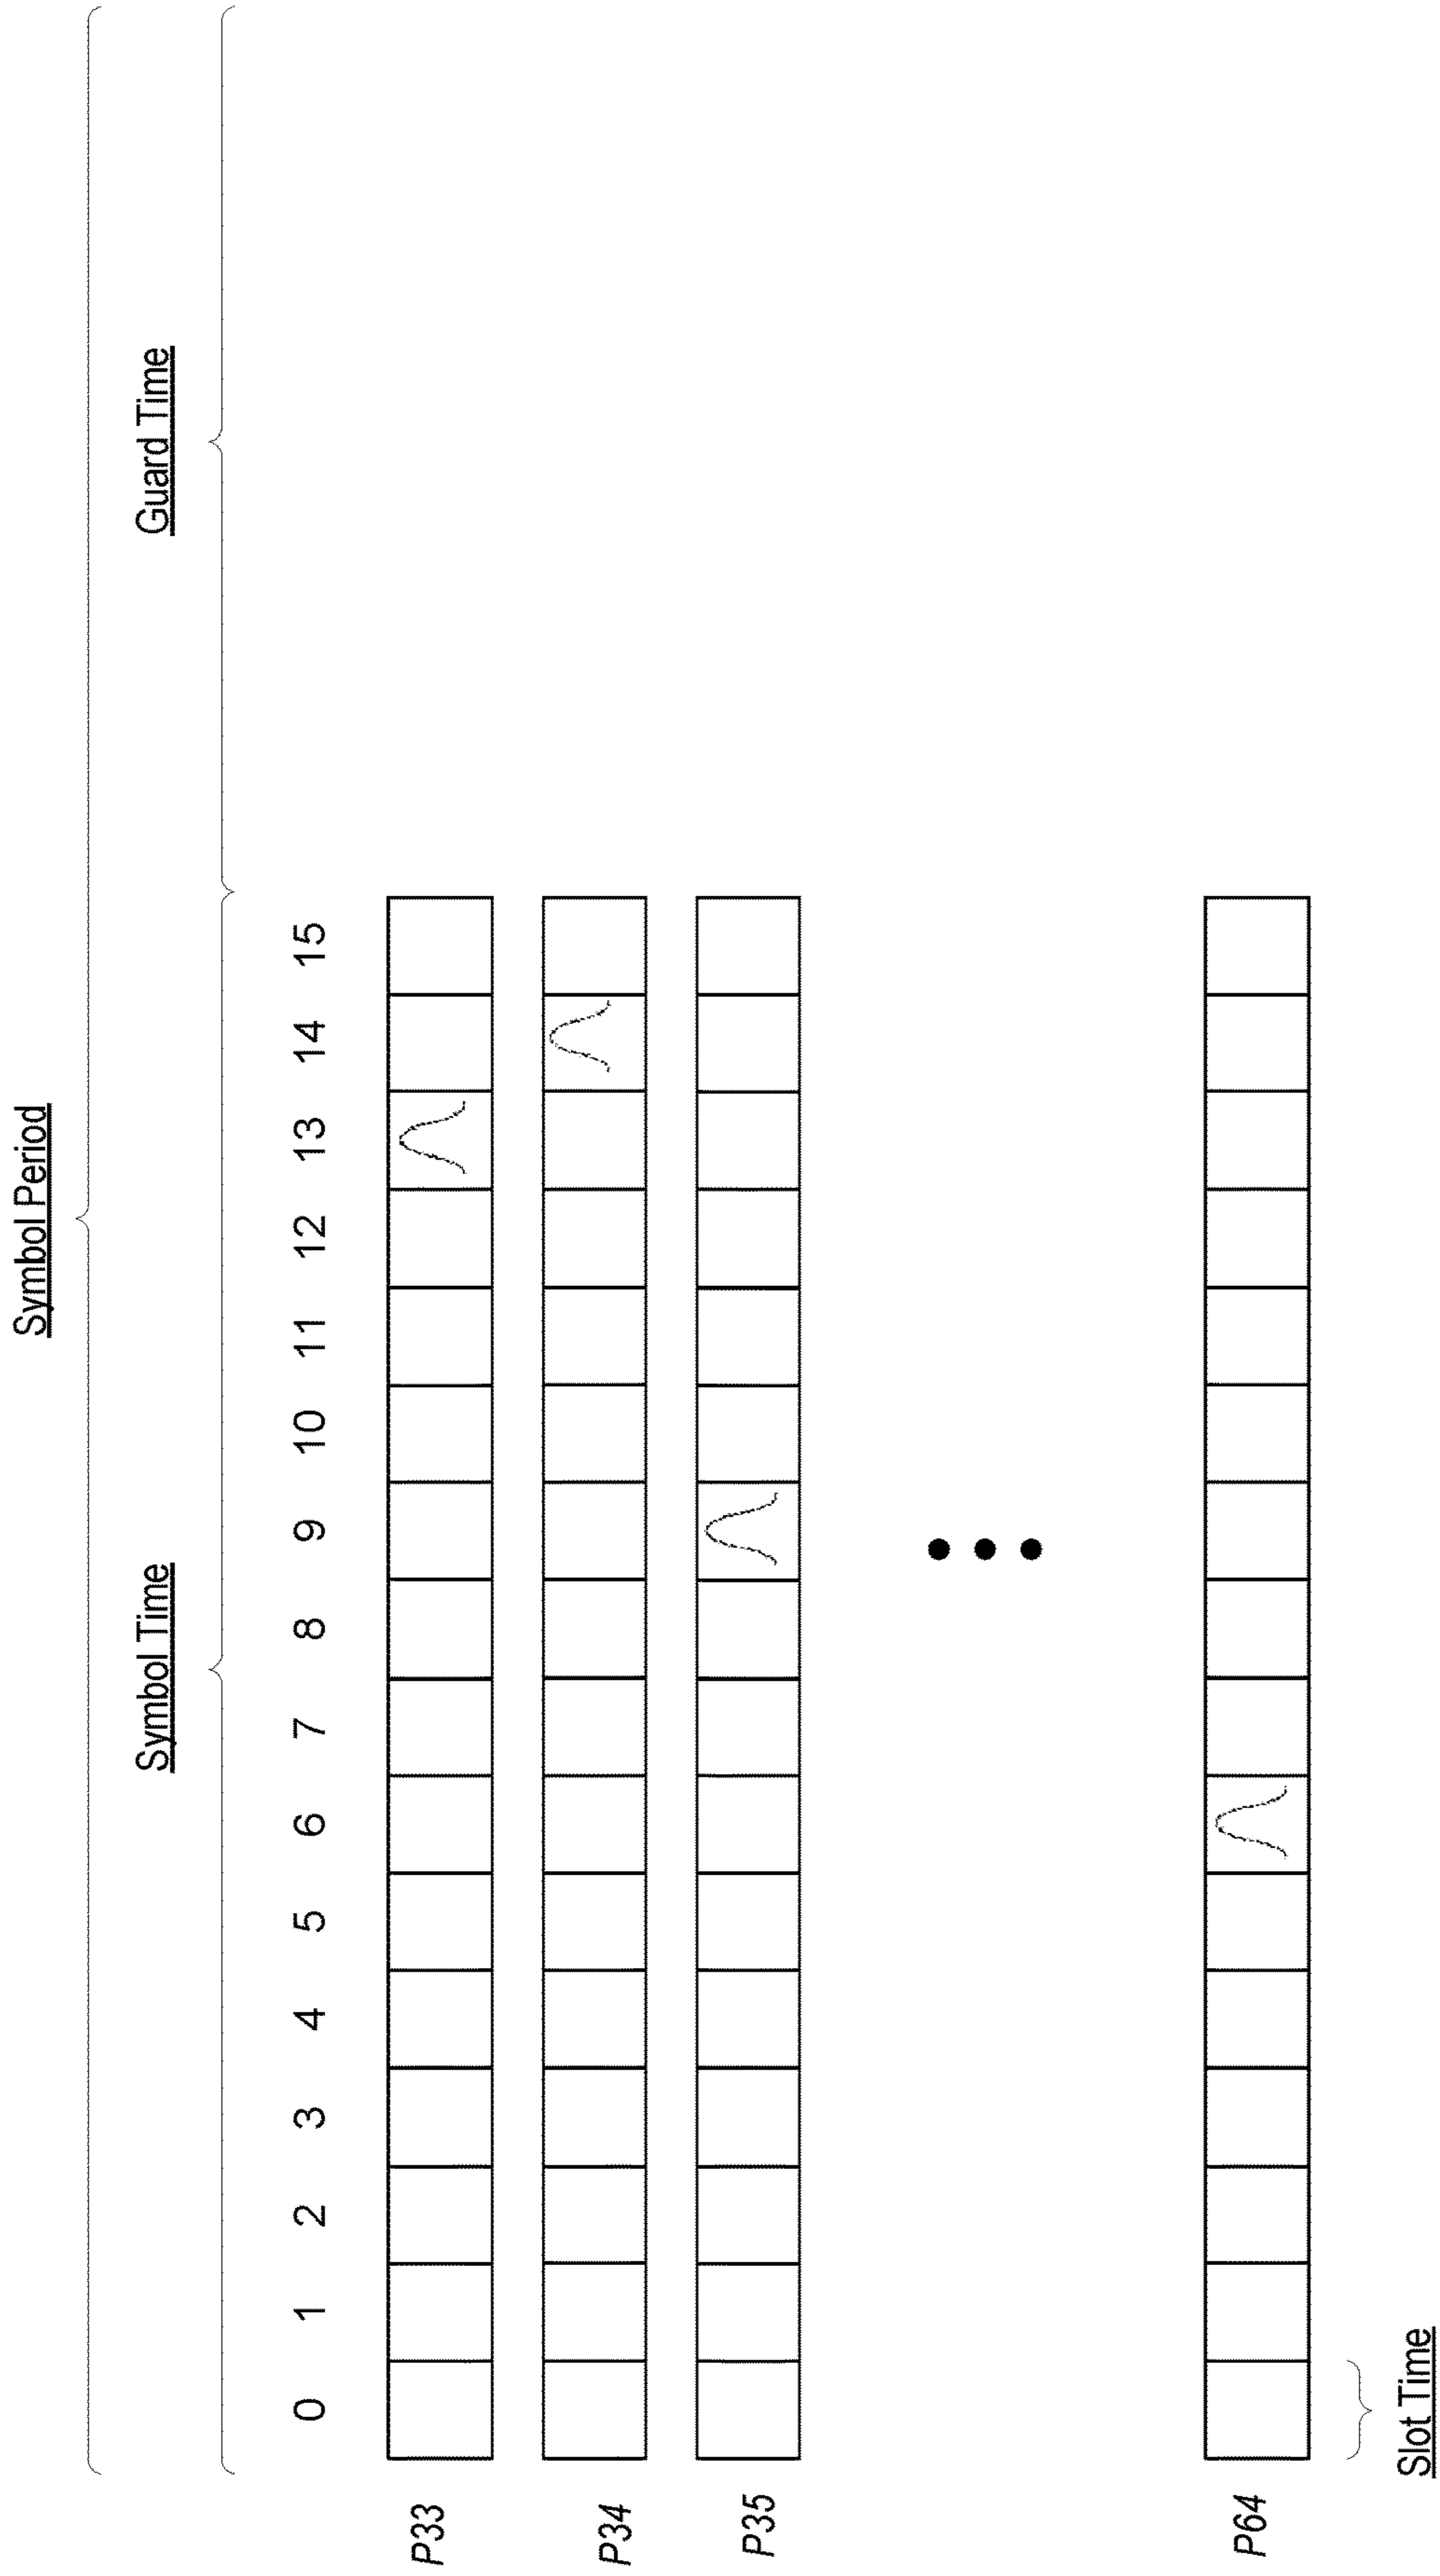 Symbol Period
Symbol Time
Guard Time
0 1 2 3 4 5 6 7 8 9 10 11 12 13 14 15
P33
P34
P35
P64
Slot Time